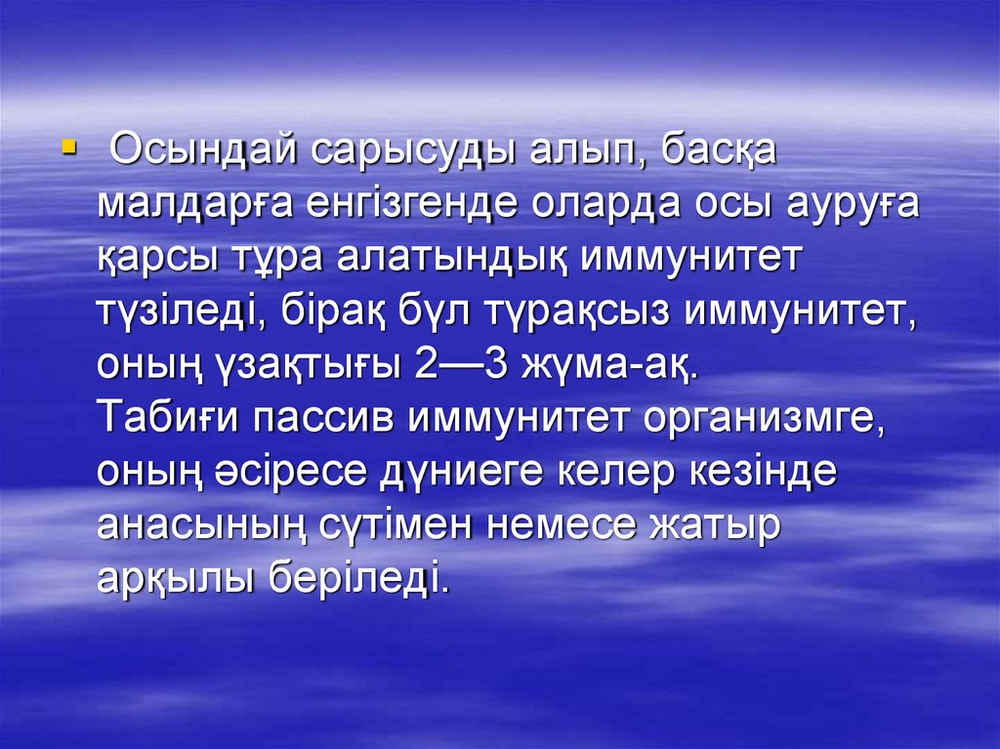 ▪ Осындай сарысуды алып, басқа
малдарға енгізгенде оларда осы ауруға
қарсы тұра алатындық иммунитет
түзіледі, бірақ бүл түрақсыз иммунитет,
оның үзақтығы 2—3 жүма-ақ.
Табиғи пассив иммунитет организмге,
оның әсіресе дүниеге келер кезінде
анасының сүтімен немесе жатыр
арқылы беріледі.